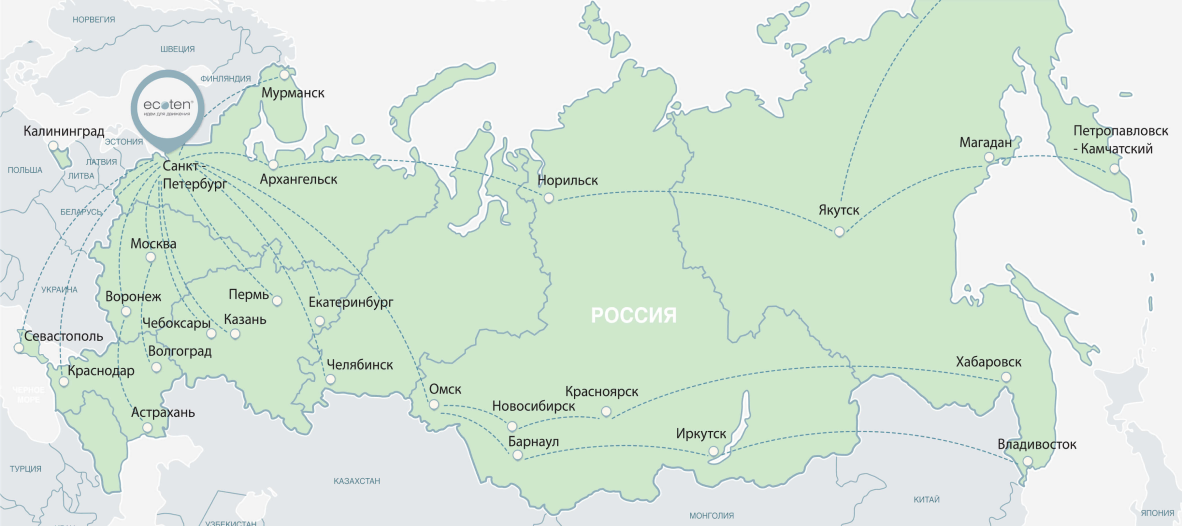 НОРВЕГИЯ
ШВЕЦИЯ
ФИНЛЯНДИЯ
Мурманск
ecoten
идеи для движения
Калининград
ЭСТОНИЯ
ЛАТВИЯ
ЛИТВА
ПОЛЬША
Санкт -
Петербург
Архангельск
Норильск
Магадан
Петропавловск
- Камчатский
Якутск
БЕЛАРУСЬ
Москва
УКРАИНА
Воронеж
Пермь
Екатеринбург
Чебоксары
Казань
РОССИЯ
Севастополь
Волгоград
Краснодар
Челябинск
Хабаровск
ЧЕРНОЕ
МОРЕ
Омск
Красноярск
Новосибирск
Астрахань
Барнаул
Иркутск
Владивосток
ТУРЦИЯ
КАЗАХСТАН
КИТАЙ
УЗБЕКИСТАН
МОНГОЛИЯ
ЯПОНИЯ